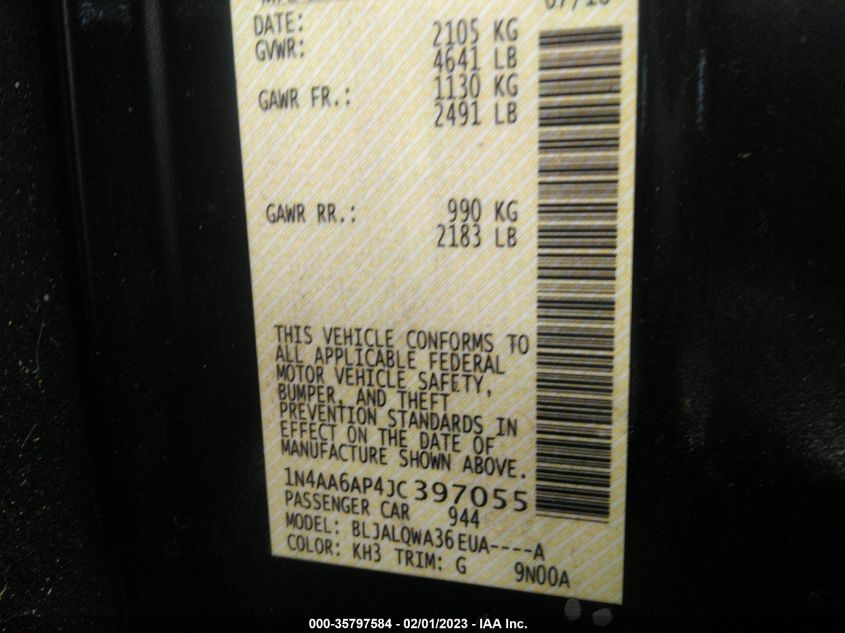 DATE:
GVWR: 2105 KG
4641 LB
GAWR FR.: 1130 KG
2491 LB
GAWR RR.: 990 KG
2183 LB
THIS VEHICLE CONFORMS TO
ALL APPLICABLE FEDERAL
MOTOR VEHICLE SAFETY,
BUMPER, AND THEFT
PREVENTION STANDARDS IN
EFFECT ON THE DATE OF
MANUFACTURE SHOWN ABOVE.
1N4AA6AP4JC397055
PASSENGER CAR 944
MODEL: BLJALQWA36EUA----A
COLOR: KH3 TRIM: G 9N00A
000-35797584 - 02/01/2023 - IAA Inc.